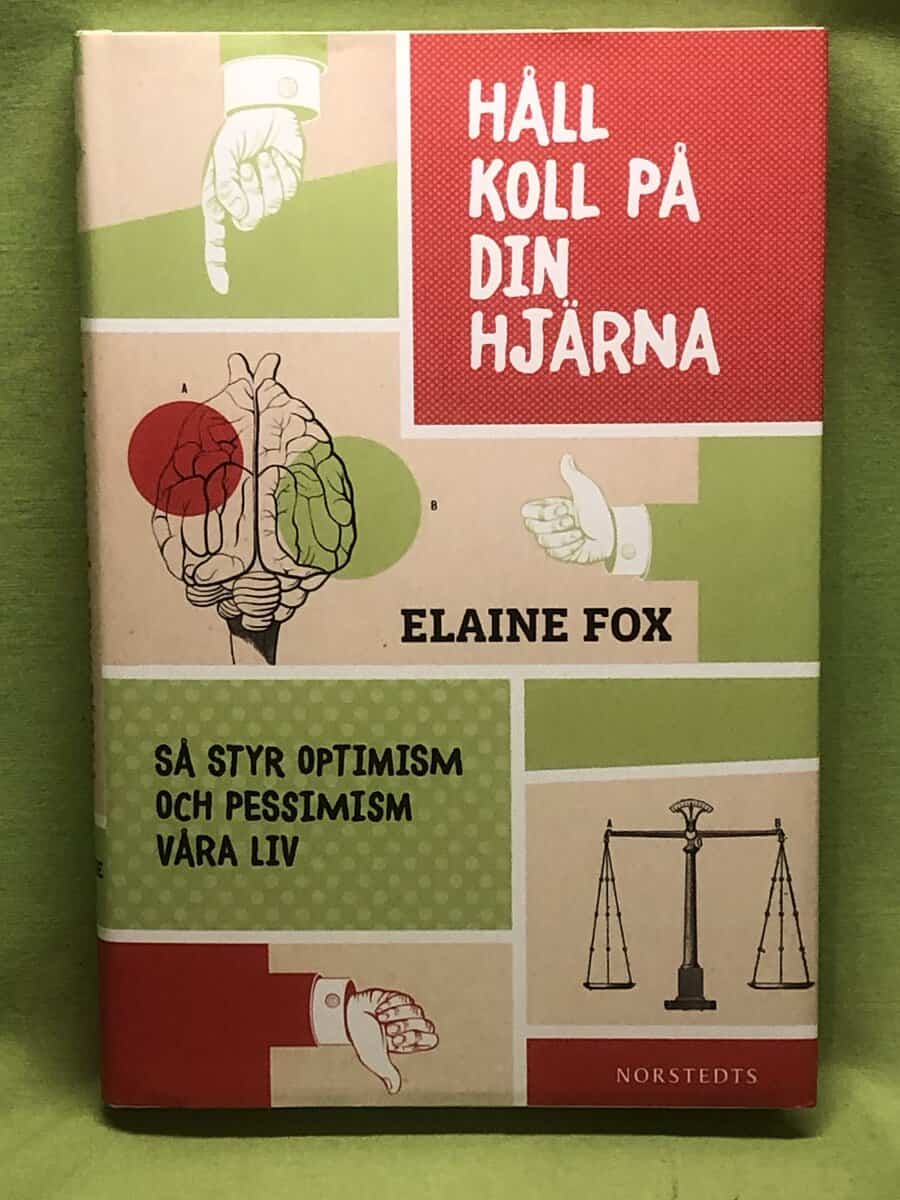 HÅLL
KOLL PÅ
DIN
HJÄRNA
A
B
ELAINE FOX
SÅ STYR OPTIMISM
OCH PESSIMISM
VÅRA LIV
A
B
NORSTEDTS